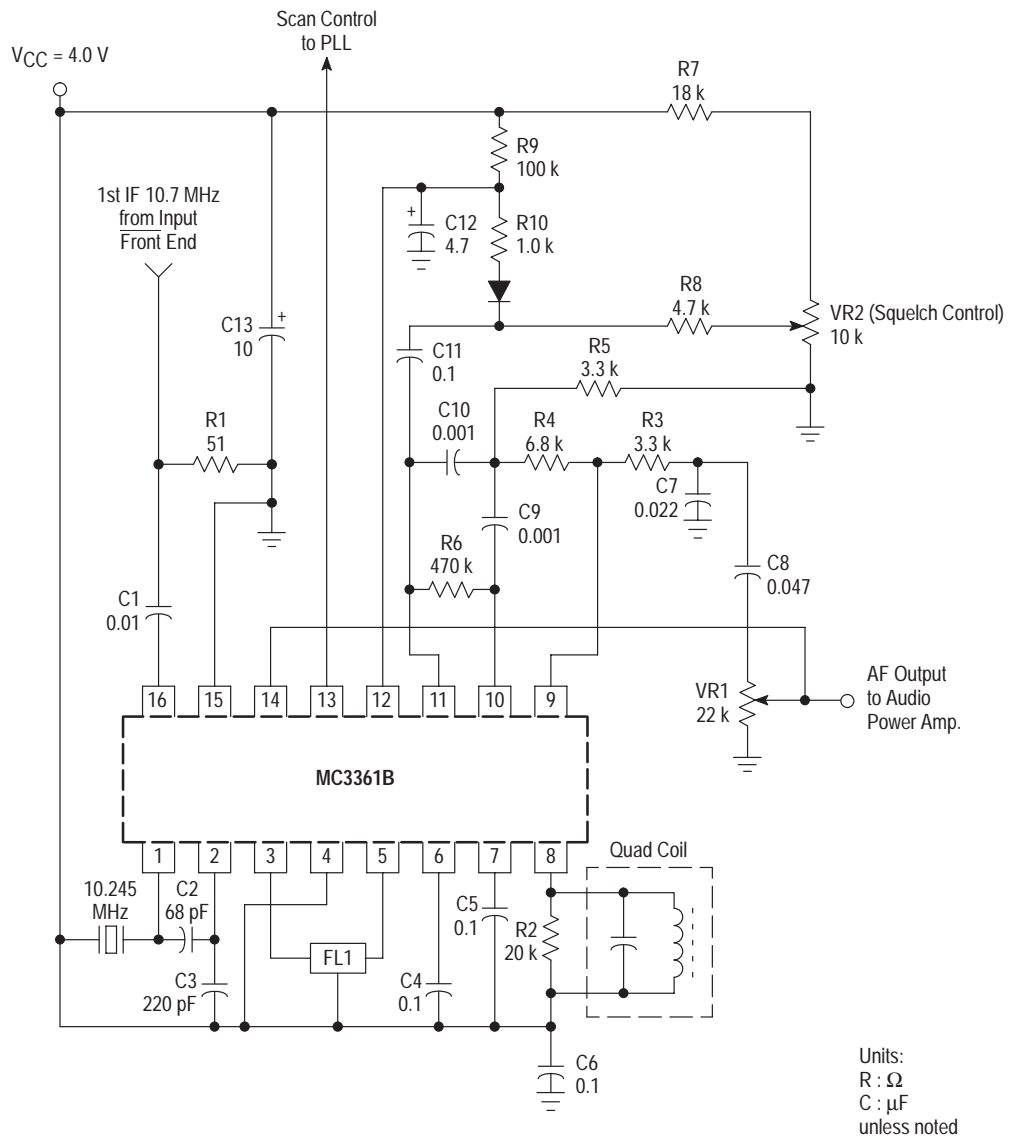 Scan Control
to PLL
VCC = 4.0 V
R7
18 k
R9
100 k
1st IF 10.7 MHz
from Input
Front End
+
C12
4.7
R10
1.0 k
R8
4.7 k
VR2 (Squelch Control)
10 k
C13
10
+
C11
0.1
R5
3.3 k
C10
0.001
R4
6.8 k
R3
3.3 k
R1
51
C7
0.022
C9
0.001
R6
470 k
C8
0.047
C1
0.01
AF Output
to Audio
Power Amp.
VR1
22 k
16 15 14 13 12 11 10 9
MC3361B
1 2 3 4 5 6 7 8
Quad Coil
10.245
MHz
C2
68 pF
C5
0.1
R2
20 k
FL1
C3
220 pF
C4
0.1
C6
0.1
Units:
R : Ω
C : µF
unless noted